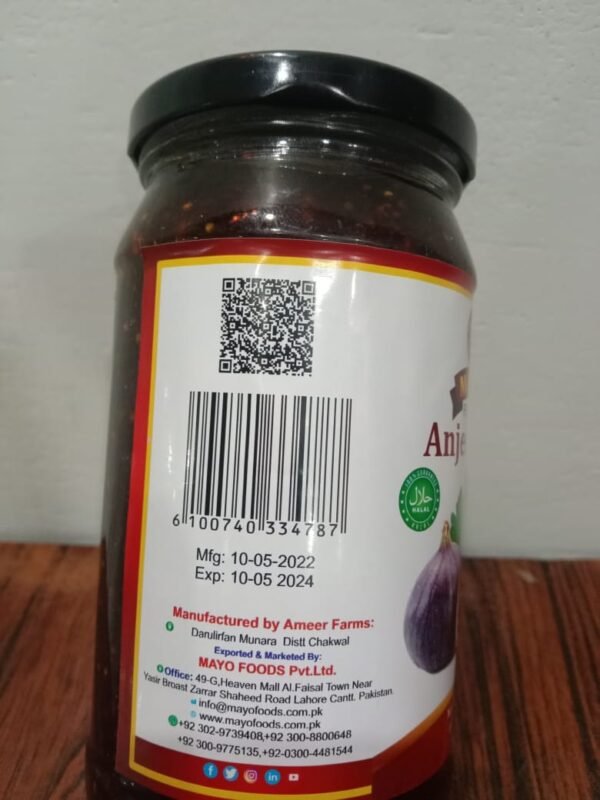 Anje
100% GUARANTEE
حلال
HALAL
6 100740 334787
Mfg: 10-05-2022
Exp: 10-05 2024
Manufactured by Ameer Farms:
Darulirfan Munara Distt Chakwal
Exported & Marketed By:
MAYO FOODS Pvt.Ltd.
Office: 49-G,Heaven Mall Al.Faisal Town Near
Yasir Broast Zarrar Shaheed Road Lahore Cantt. Pakistan.
info@mayofoods.com.pk
www.mayofoods.com.pk
+92 302-9739408,+92 300-8800648
+92 300-9775135,+92-0300-4481544